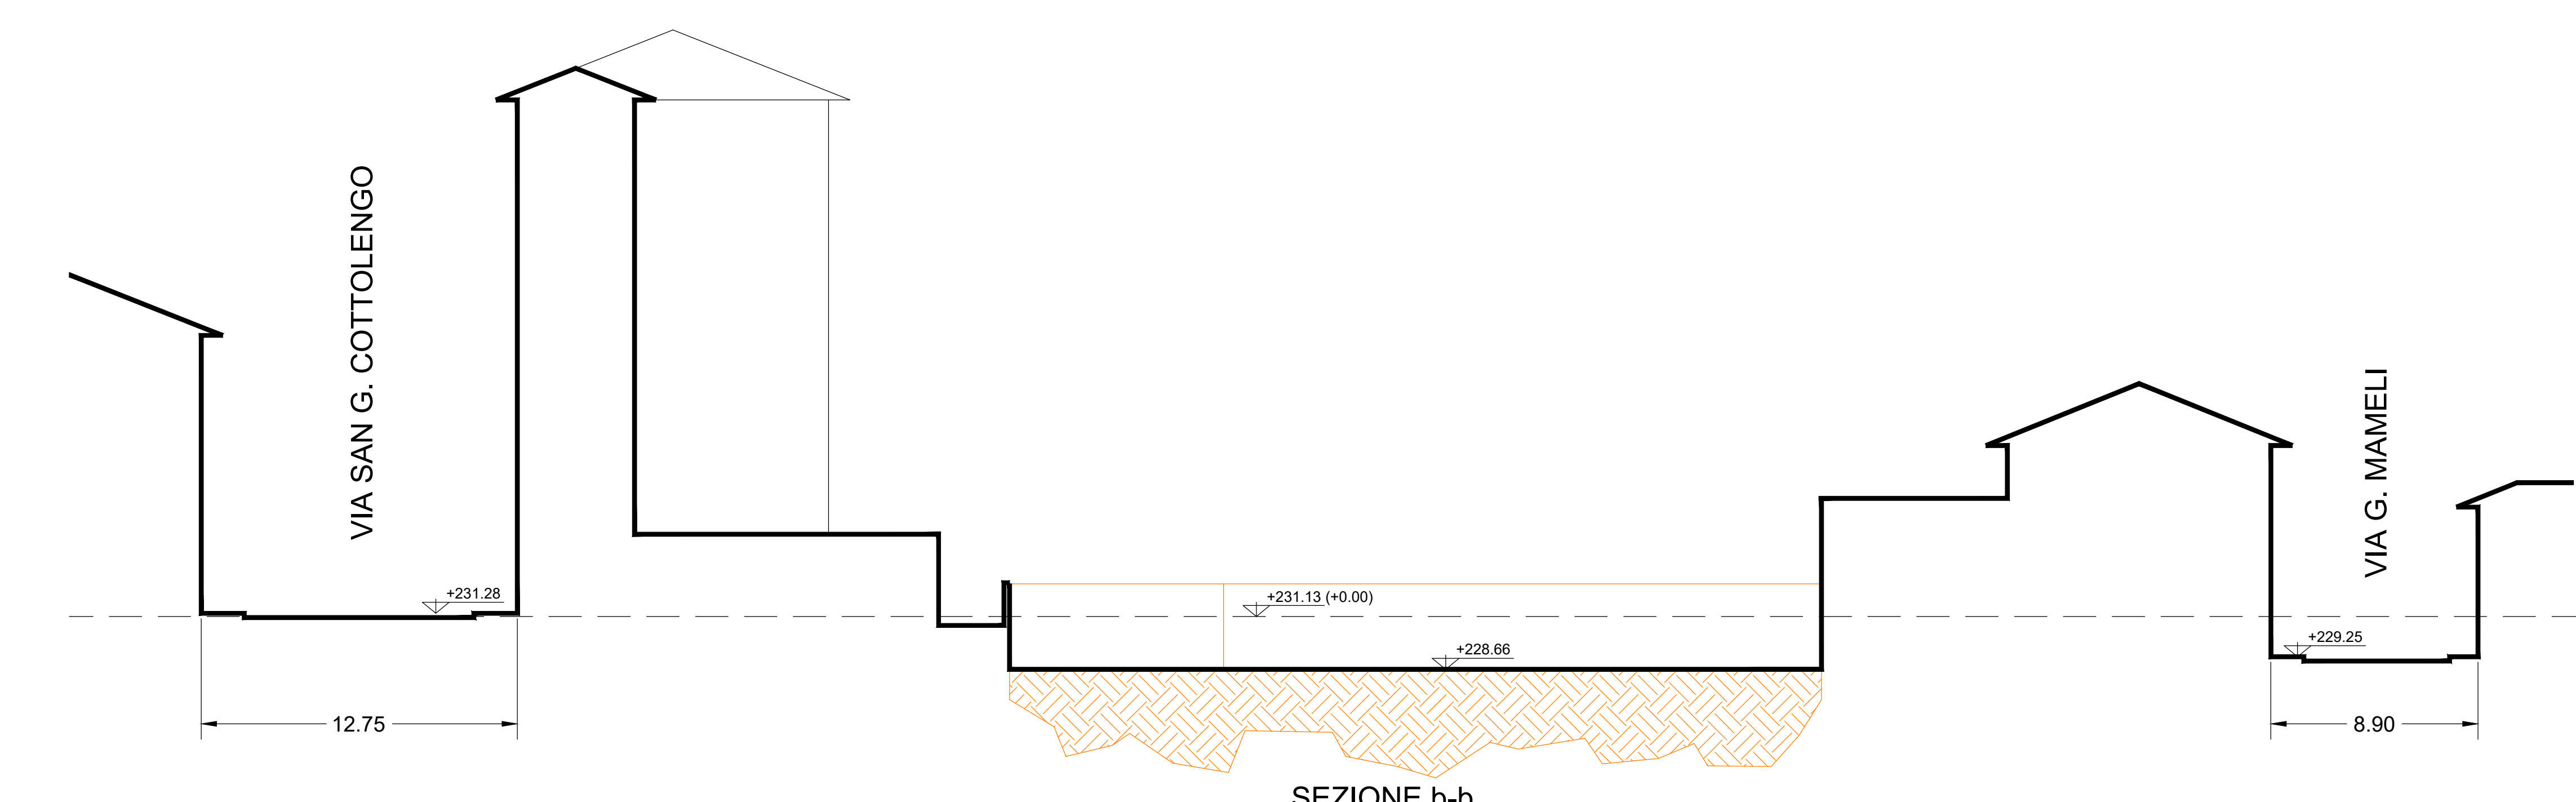 VIA SAN G. COTTOLENGO
VIA G. MAMELI
+231.28
+231.13 (+0.00)
+228.66
+229.25
12.75
8.90
SEZIONE b-b